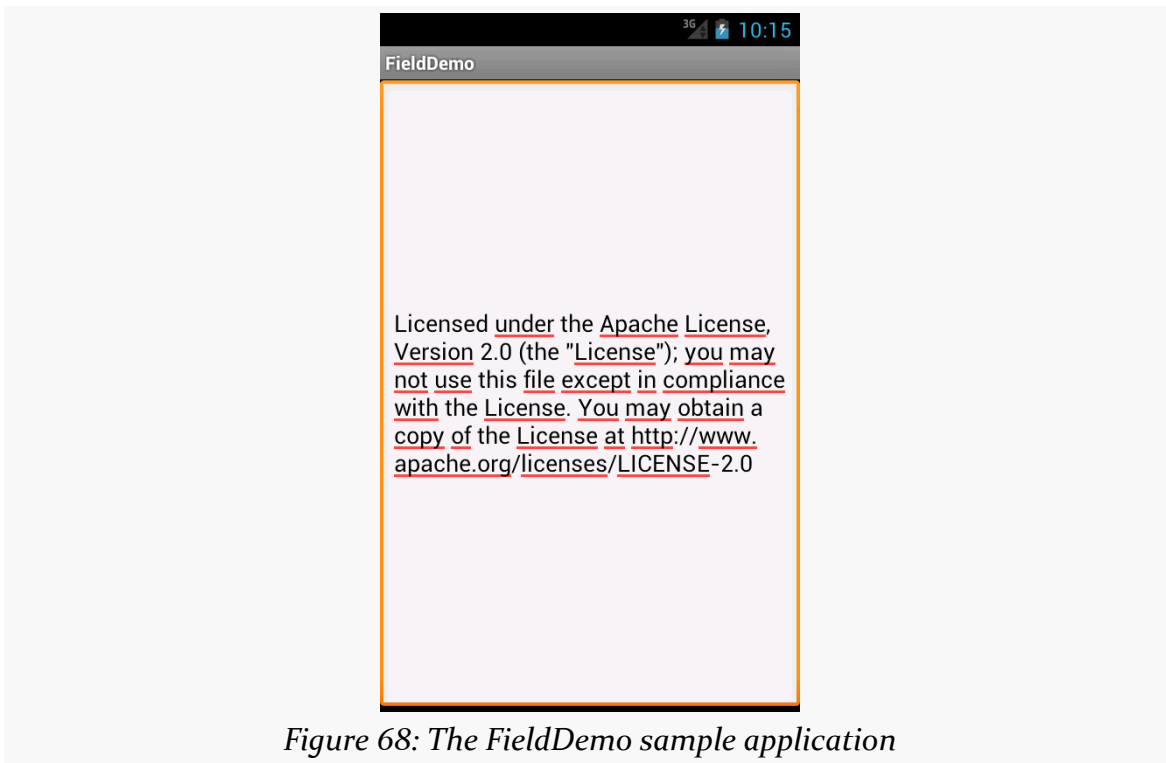 3G 10:15
FieldDemo
Licensed under the Apache License,
Version 2.0 (the "License"); you may
not use this file except in compliance
with the License. You may obtain a
copy of the License at http://www.
apache.org/licenses/LICENSE-2.0
Figure 68: The FieldDemo sample application